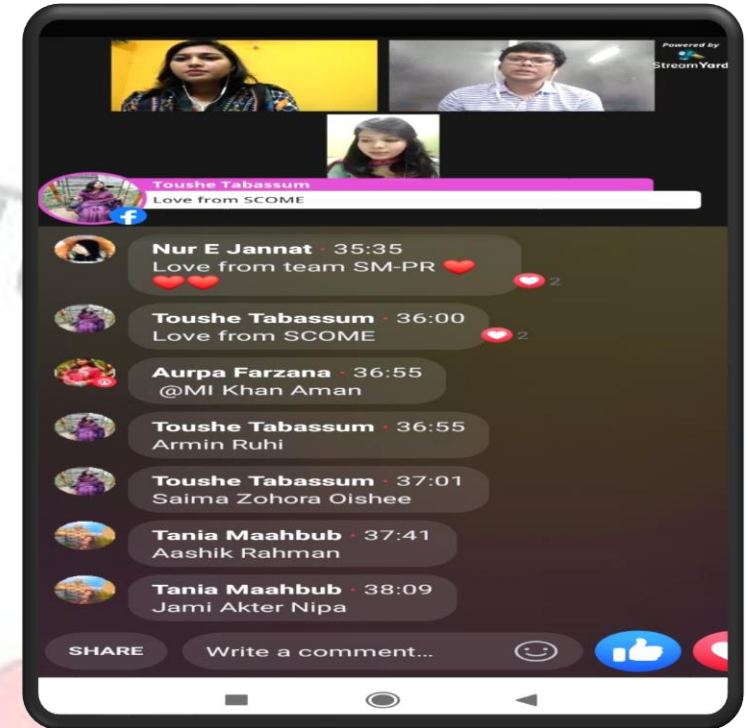 Powered by
StreamYard
Toushe Tabassum
Love from SCOME
Nur E Jannat · 35:35
Love from team SM-PR ❤️
❤️❤️
2
Toushe Tabassum · 36:00
Love from SCOME
2
Aurpa Farzana · 36:55
@MI Khan Aman
Toushe Tabassum · 36:55
Armin Ruhi
Toushe Tabassum · 37:01
Saima Zohora Oishee
Tania Maahbub · 37:41
Aashik Rahman
Tania Maahbub · 38:09
Jami Akter Nipa
SHARE
Write a comment...